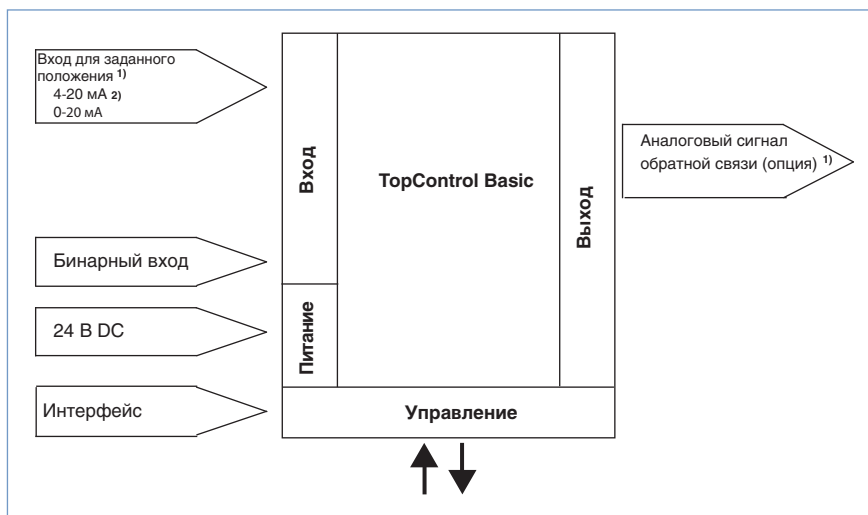 Вход для заданного
положения 1)
4-20 мА 2)
0-20 мА
Бинарный вход
24 В DC
Интерфейс
Вход
Питание
TopControl Basic
Выход
Управление
Аналоговый сигнал
обратной связи (опция) 1)